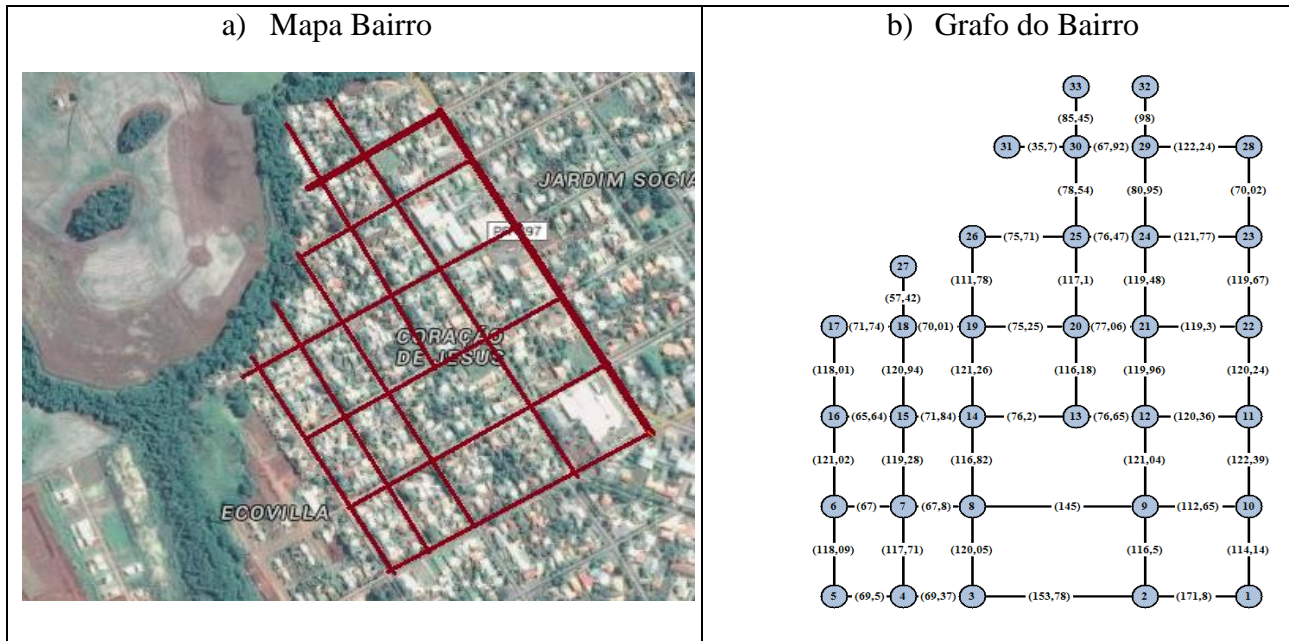 a) Mapa Bairro
JARDIM SOCIA
CORAÇÃO
DE JESUS
ECOVILLA
b) Grafo do Bairro
33 32
(85,45) (98)
31 (35,7) 30 (67,92) 29 (122,24) 28
(78,54) (80,95) (70,02)
26 (75,71) 25 (76,47) 24 (121,77) 23
27
(57,42) (111,78) (117,1) (119,48) (119,67)
17 (71,74) 18 (70,01) 19 (75,25) 20 (77,06) 21 (119,3) 22
(118,01) (120,94) (121,26) (116,18) (119,96) (120,24)
16 (65,64) 15 (71,84) 14 (76,2) 13 (76,65) 12 (120,36) 11
(121,02) (119,28) (116,82) (121,04) (122,39)
6 (67) 7 (67,8) 8 (145) 9 (112,65) 10
(118,09) (117,71) (120,05) (116,5) (114,14)
5 (69,5) 4 (69,37) 3 (153,78) 2 (171,8) 1